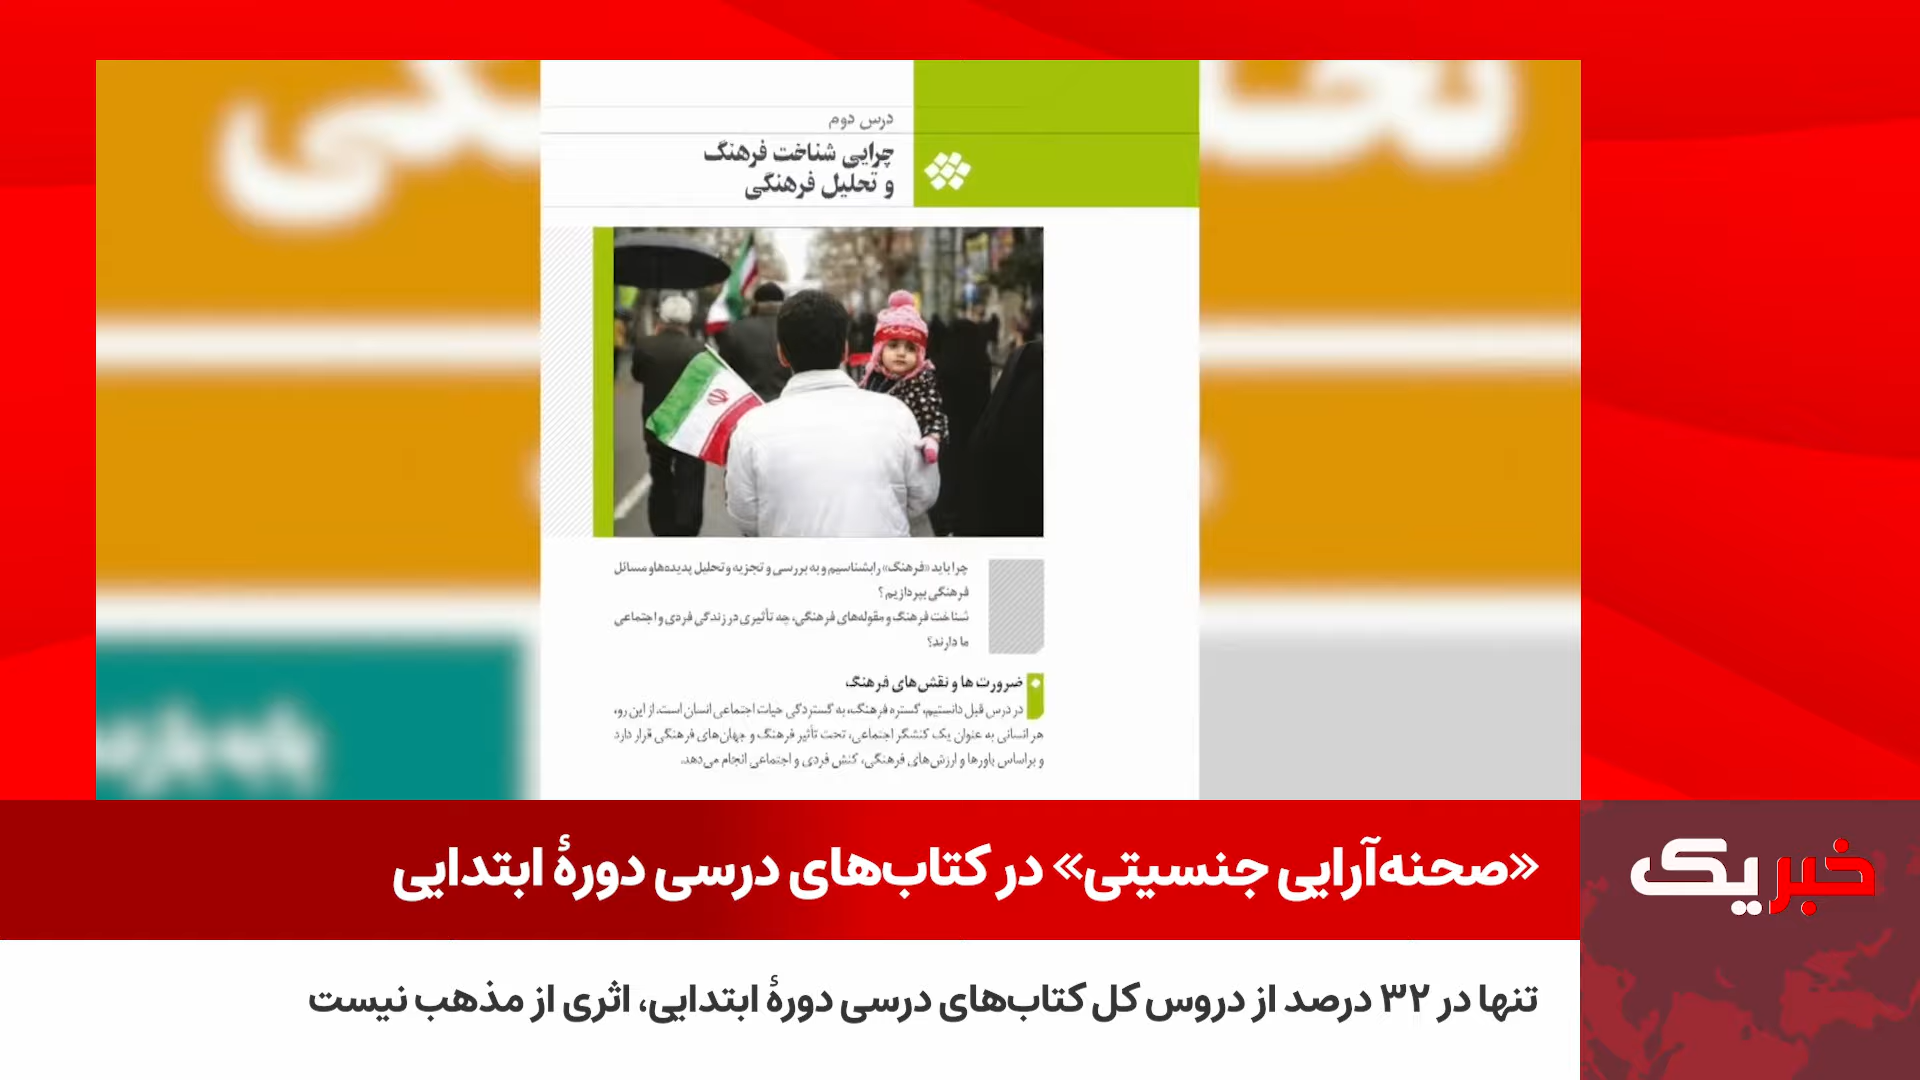 درس دوم
چرایی شناخت فرهنگ
و تحلیل فرهنگی
چرا باید «فرهنگ» را بشناسیم و به بررسی و تجزیه و تحلیل پدیده‌ها و مسائل
فرهنگی بپردازیم؟
شناخت فرهنگ و مقوله‌های فرهنگی، چه تأثیری در زندگی فردی و اجتماعی
ما دارند؟
ضرورت ها و نقش‌های فرهنگ
در درس قبل دانستیم، گستره فرهنگ، به گستردگی حیات اجتماعی انسان است. از این رو،
هر انسانی به عنوان یک کنشگر اجتماعی، تحت تأثیر فرهنگ و جهان‌های فرهنگی قرار دارد
و براساس باورها و ارزش‌های فرهنگی، کنش فردی و اجتماعی انجام می‌دهد.
«صحنه‌آرایی جنسیتی» در کتاب‌های درسی دورهٔ ابتدایی
خبر یک
تنها در ۳۲ درصد از دروس کل کتاب‌های درسی دورهٔ ابتدایی، اثری از مذهب نیست